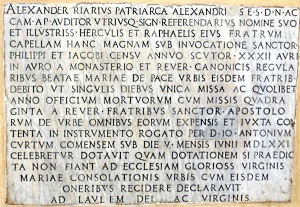 ALEXANDER RIARIVS PATRIARCA ALEXANDRI S E S D N AC
CAM AP AVDITOR VTRIVSQ SIGN REFERENDARIVS NOMINE SVO
ET ILLVSTRISS HERCVLIS ET RAPHAELIS EIVS FRATRVM
CAPELLAM HANC MAGNAM SVB INVOCATIONE SANCTOR
PHILIPPI ET IACOBI CENSV ANNVO SCVTOR XXXII AVRI
IN AVRO A MONASTERIO ET REVER CANONICIS REGVLA
RIBVS BEATAE MARIAE DE PACE VRBIS EISDEM FRATRIB
DEBITO VT SINGVLIS DIEBVS VNICA MISSA AC QVOLIBET
ANNO OFFICIVM MORTVORVM CVM MISSIS QVADRA
GINTA A REVER FRATRIBVS SANCTOR APOSTOLO
RVM DE VRBE OMNIBVS EORVM EXPENSIS ET IVXTA CO
TENTA IN INSTRVMENTO ROGATO PER D IO ANTONIVM
CVRTVM COMENSEM SVB DIE V MENSIS IVNII MDLXXI
CELEBRETVR DOTAVIT QVAM DOTATIONEM SI PRAEDIC
TA NON FIANT AD ECCLESIAM GLORIOSS VIRGINIS
MARIAE CONSOLATIONIS VRBIS CVM EISDEM
ONERIBVS RECIDERE DECLARAVIT
AD LAVDEM DEI AC VIRGINIS